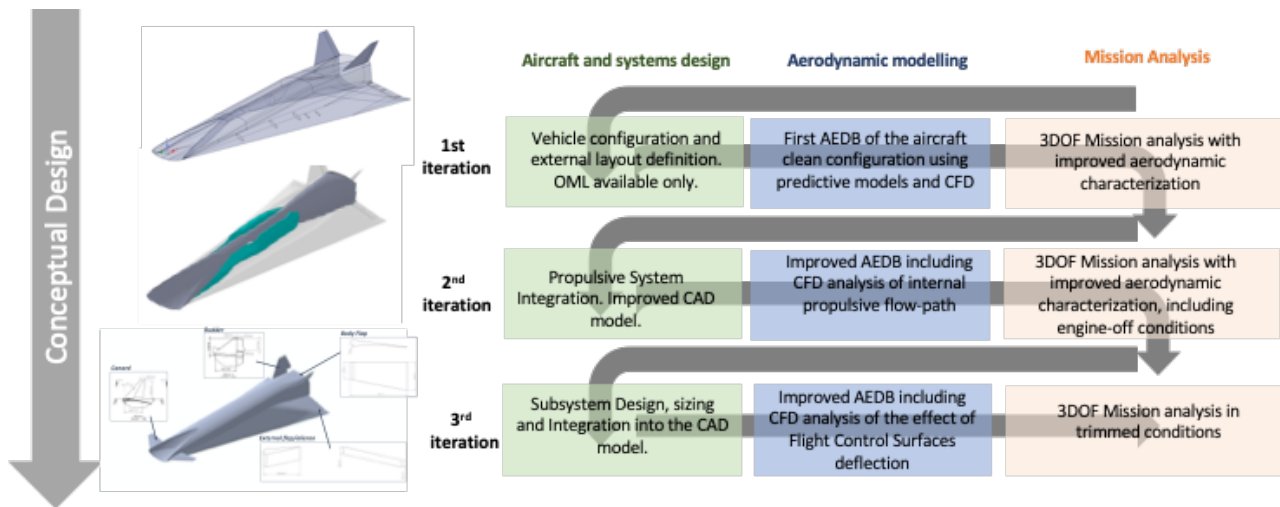 Conceptual Design
Aircraft and systems design
Aerodynamic modelling
Mission Analysis
1st
iteration
Vehicle configuration and
external layout definition.
OML available only.
First AEDB of the aircraft
clean configuration using
predictive models and CFD
3DOF Mission analysis with
improved aerodynamic
characterization
2nd
iteration
Propulsive System
Integration. Improved CAD
model.
Improved AEDB including
CFD analysis of internal
propulsive flow-path
3DOF Mission analysis with
improved aerodynamic
characterization, including
engine-off conditions
3rd
iteration
Subsystem Design, sizing
and Integration into the CAD
model.
Improved AEDB including
CFD analysis of the effect of
Flight Control Surfaces
deflection
3DOF Mission analysis in
trimmed conditions
Rudder
Body Flap
Canard